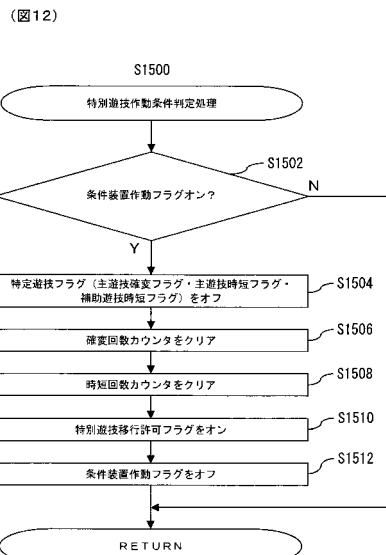 (図12)
S1500
特別遊技作動条件判定処理
S1502
条件装置作動フラグオン?
N
Y
特定遊技フラグ(主遊技確変フラグ・主遊技時短フラグ・
補助遊技時短フラグ)をオフ
S1504
確変回数カウンタをクリア
S1506
時短回数カウンタをクリア
S1508
特別遊技移行許可フラグをオン
S1510
条件装置作動フラグをオフ
S1512
RETURN